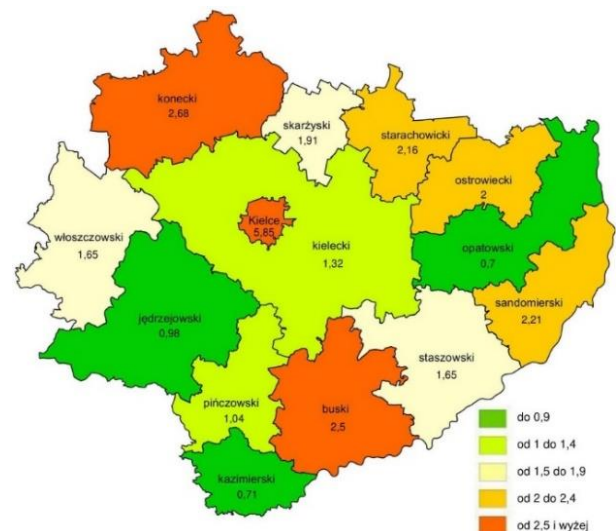 konecki
2,68
skarżyski
1,91
starachowicki
2,16
ostrowiecki
2
Kielce
5,85
włoszczowski
1,65
kielecki
1,32
opatowski
0,7
sandomierski
2,21
jędrzejowski
0,98
staszowski
1,65
pińczowski
1,04
buski
2,5
kazimierski
0,71
do 0,9
od 1 do 1,4
od 1,5 do 1,9
od 2 do 2,4
od 2,5 i wyżej